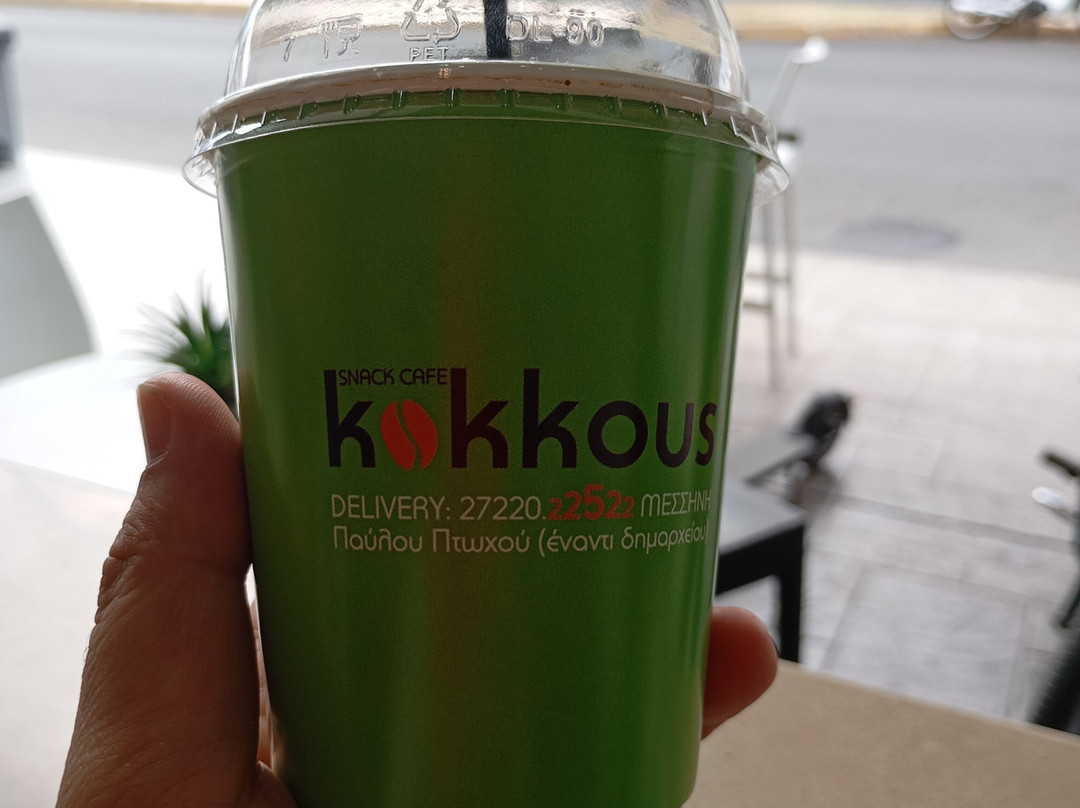 PET
DL-90
SNACK CAFE
kokkous
DELIVERY: 27220.22522 ΜΕΣΣΗΝΗ
Παύλου Πτωχού (έναντι δημαρχείου)